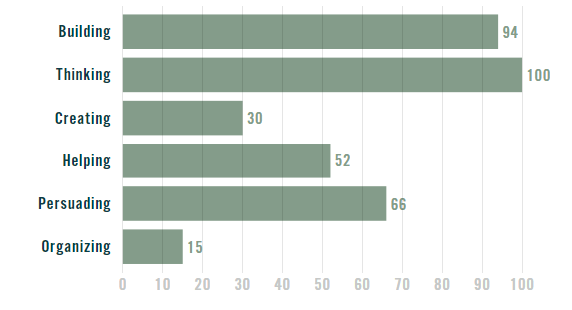 Building 94
Thinking 100
Creating 30
Helping 52
Persuading 66
Organizing 15
0 10 20 30 40 50 60 70 80 90 100